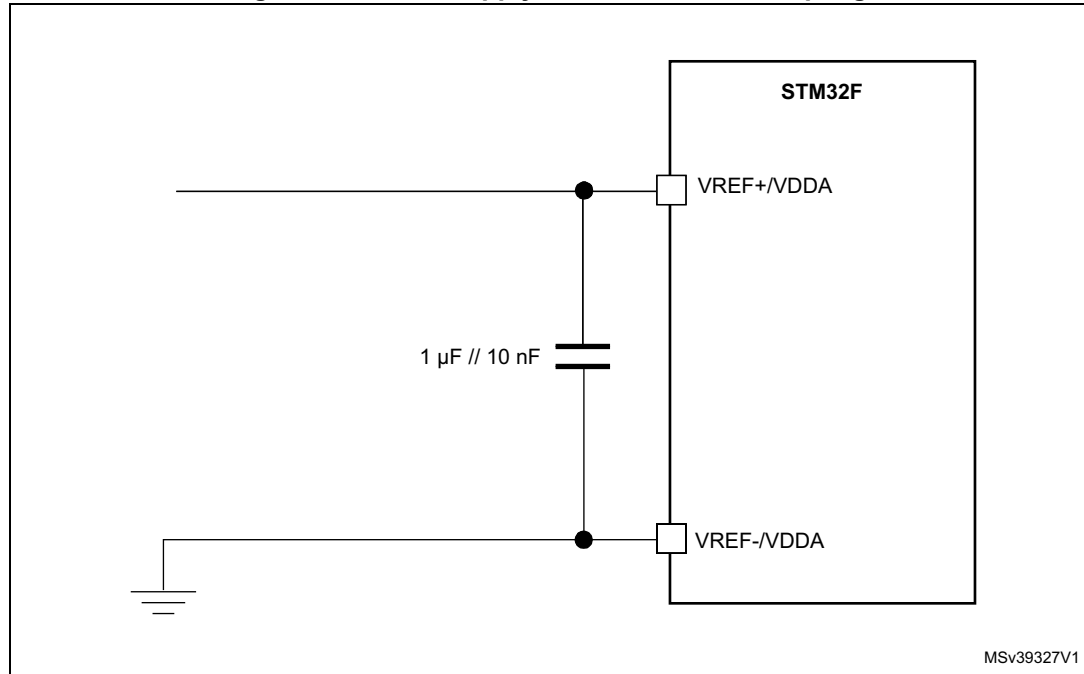 STM32F
VREF+/VDDA
1 µF // 10 nF
VREF-/VDDA
MSv39327V1